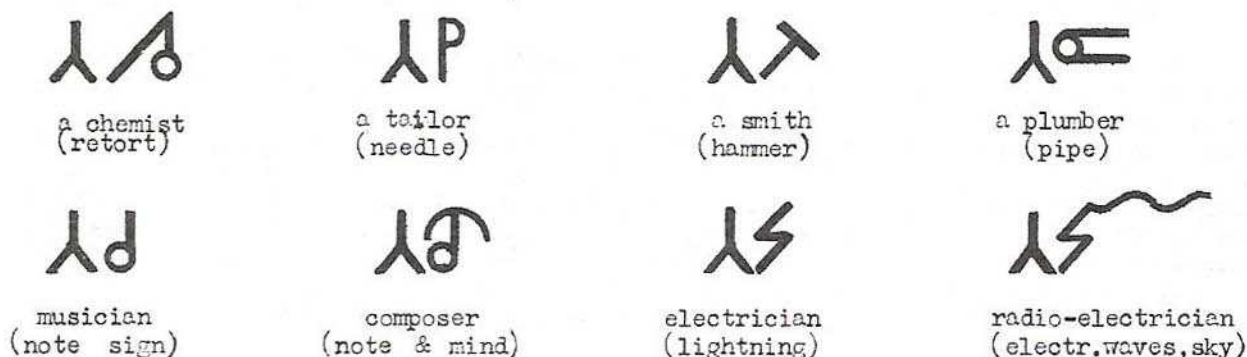 a chemist a tailor a smith a plumber
(retort) (needle) (hammer) (pipe)
musician composer electrician radio-electrician
(note sign) (note & mind) (lightning) (electr.waves,sky)